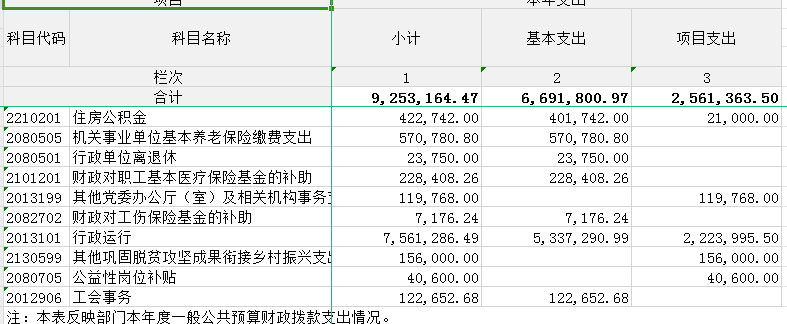 项目 本年支出
科目代码 科目名称 小计 基本支出 项目支出
栏次 1 2 3
合计 9,253,164.47 6,691,800.97 2,561,363.50
2210201 住房公积金 422,742.00 401,742.00 21,000.00
2080505 机关事业单位基本养老保险缴费支出 570,780.80 570,780.80
2080501 行政单位离退休 23,750.00 23,750.00
2101201 财政对职工基本医疗保险基金的补助 228,408.26 228,408.26
2013199 其他党委办公厅（室）及相关机构事务 119,768.00 119,768.00
2082702 财政对工伤保险基金的补助 7,176.24 7,176.24
2013101 行政运行 7,561,286.49 5,337,290.99 2,223,995.50
2130599 其他巩固脱贫攻坚成果衔接乡村振兴支 156,000.00 156,000.00
2080705 公益性岗位补贴 40,600.00 40,600.00
2012906 工会事务 122,652.68 122,652.68
注：本表反映部门本年度一般公共预算财政拨款支出情况。